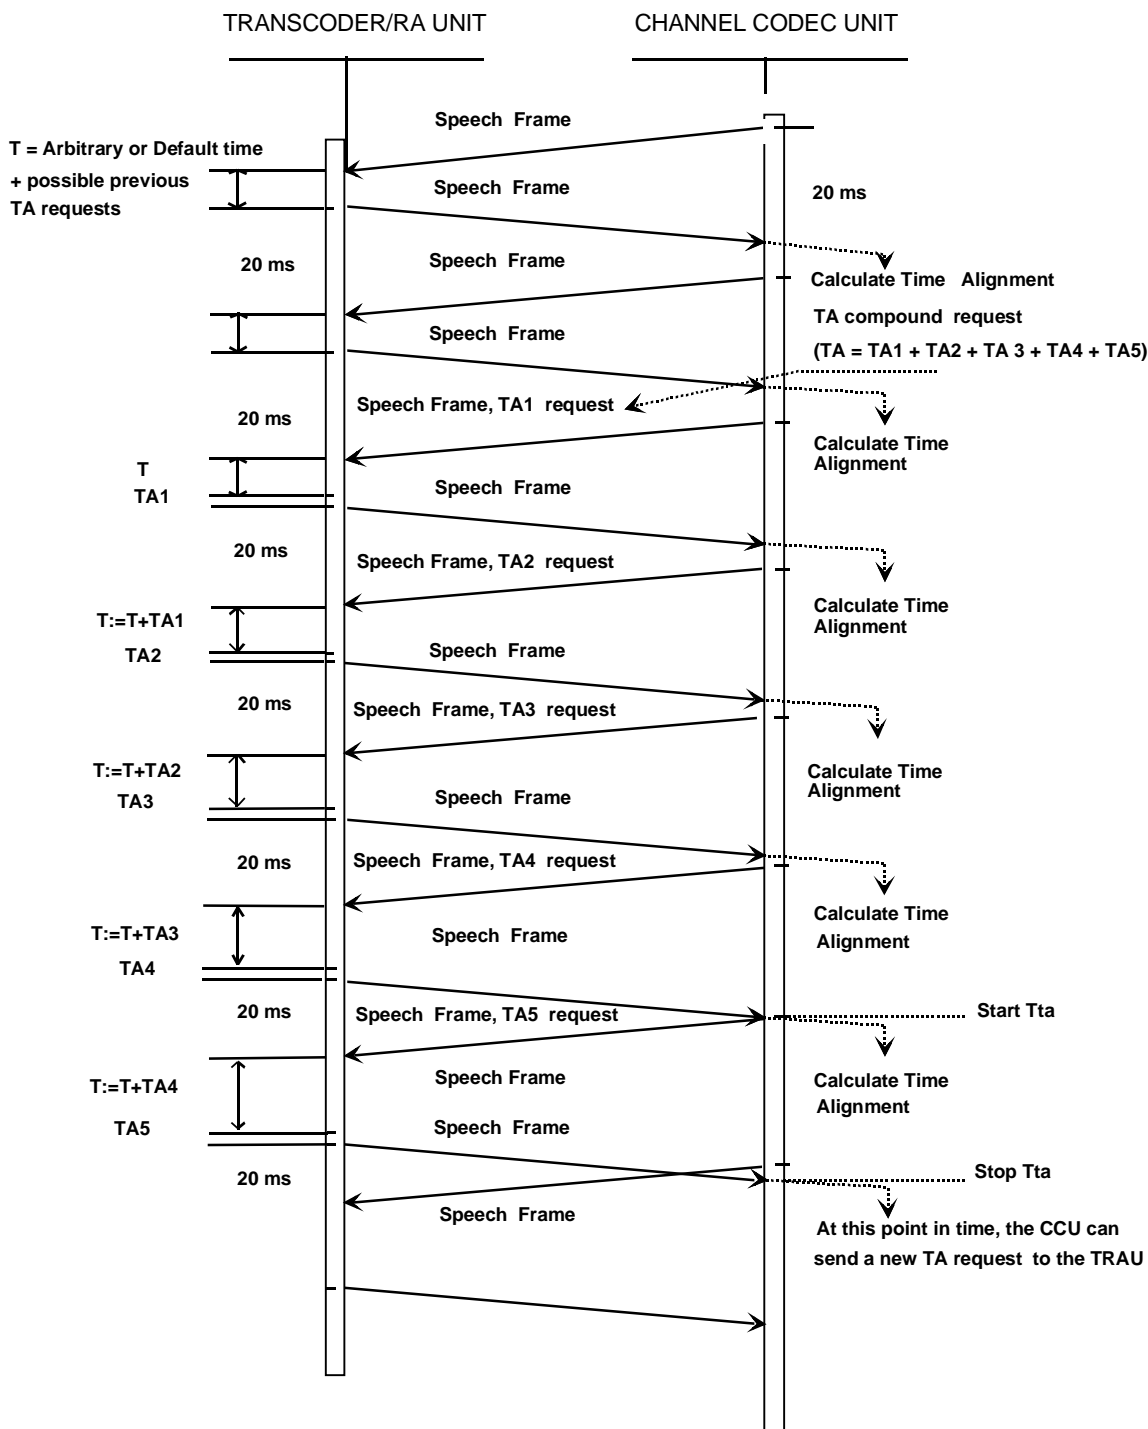 TRANSCODER/RA UNIT
CHANNEL CODEC UNIT
Speech Frame
T = Arbitrary or Default time
+ possible previous
TA requests
Speech Frame
20 ms
20 ms
Speech Frame
Calculate Time Alignment
TA compound request
(TA = TA1 + TA2 + TA 3 + TA4 + TA5)
Speech Frame
Speech Frame, TA1 request
20 ms
Calculate Time
Alignment
T
TA1
Speech Frame
20 ms
Speech Frame, TA2 request
Calculate Time
Alignment
T:=T+TA1
TA2
Speech Frame
20 ms
Speech Frame, TA3 request
Calculate Time
Alignment
T:=T+TA2
TA3
Speech Frame
20 ms
Speech Frame, TA4 request
Calculate Time
Alignment
T:=T+TA3
TA4
Speech Frame
20 ms
Speech Frame, TA5 request
Start Tta
Calculate Time
Alignment
T:=T+TA4
TA5
Speech Frame
Speech Frame
20 ms
Stop Tta
Speech Frame
At this point in time, the CCU can
send a new TA request to the TRAU